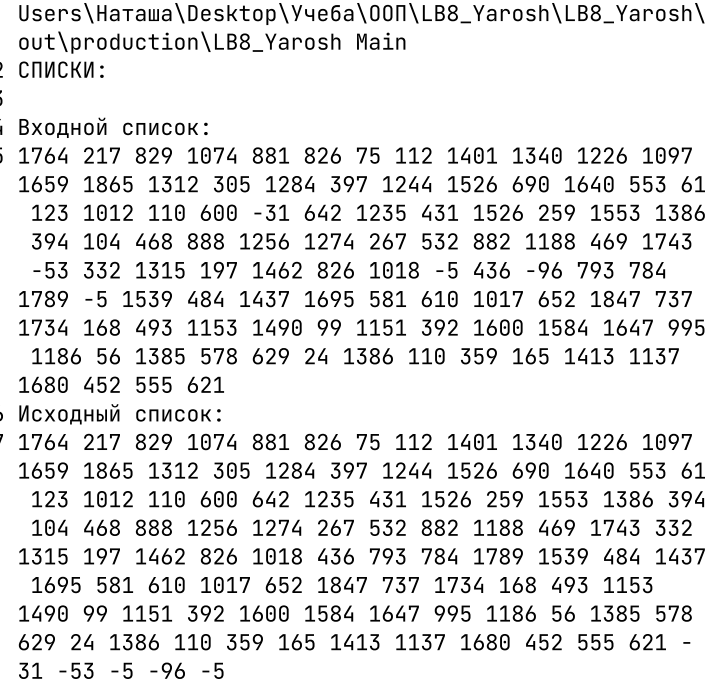 Users\Наташа\Desktop\Учеба\ООП\LB8_Yarosh\LB8_Yarosh\
out\production\LB8_Yarosh Main
2 СПИСКИ:
3
4 Входной список:
5 1764 217 829 1074 881 826 75 112 1401 1340 1226 1097
1659 1865 1312 305 1284 397 1244 1526 690 1640 553 61
123 1012 110 600 -31 642 1235 431 1526 259 1553 1386
394 104 468 888 1256 1274 267 532 882 1188 469 1743
-53 332 1315 197 1462 826 1018 -5 436 -96 793 784
1789 -5 1539 484 1437 1695 581 610 1017 652 1847 737
1734 168 493 1153 1490 99 1151 392 1600 1584 1647 995
1186 56 1385 578 629 24 1386 110 359 165 1413 1137
1680 452 555 621
6 Исходный список:
7 1764 217 829 1074 881 826 75 112 1401 1340 1226 1097
1659 1865 1312 305 1284 397 1244 1526 690 1640 553 61
123 1012 110 600 642 1235 431 1526 259 1553 1386 394
104 468 888 1256 1274 267 532 882 1188 469 1743 332
1315 197 1462 826 1018 436 793 784 1789 1539 484 1437
1695 581 610 1017 652 1847 737 1734 168 493 1153
1490 99 1151 392 1600 1584 1647 995 1186 56 1385 578
629 24 1386 110 359 165 1413 1137 1680 452 555 621 -
31 -53 -5 -96 -5